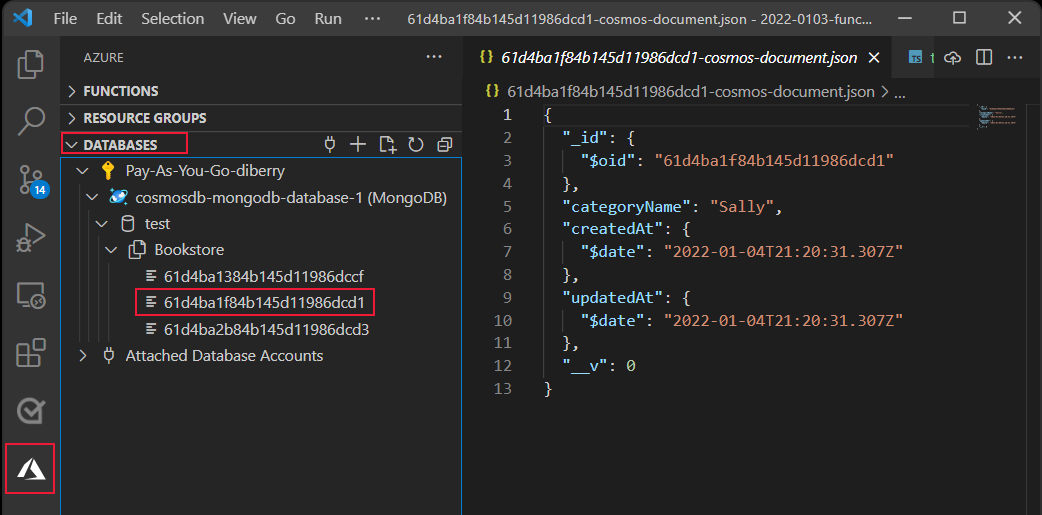 File Edit Selection View Go Run ··· 61d4ba1f84b145d11986dcd1-cosmos-document.json - 2022-0103-func...
AZURE ···
FUNCTIONS
RESOURCE GROUPS
DATABASES
Pay-As-You-Go-diberry
cosmosdb-mongodb-database-1 (MongoDB)
test
Bookstore
61d4ba1384b145d11986dccf
61d4ba1f84b145d11986dcd1
61d4ba2b84b145d11986dcd3
Attached Database Accounts
14
{} 61d4ba1f84b145d11986dcd1-cosmos-document.json TS t ···
{} 61d4ba1f84b145d11986dcd1-cosmos-document.json > ...
1 {
2 "_id": {
3 "$oid": "61d4ba1f84b145d11986dcd1"
4 },
5 "categoryName": "Sally",
6 "createdAt": {
7 "$date": "2022-01-04T21:20:31.307Z"
8 },
9 "updatedAt": {
10 "$date": "2022-01-04T21:20:31.307Z"
11 },
12 "__v": 0
13 }